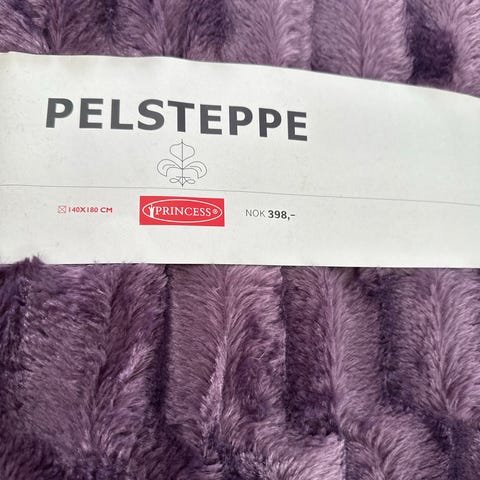 PELSTEPPE
140X180 CM PRINCESS® NOK 398,-